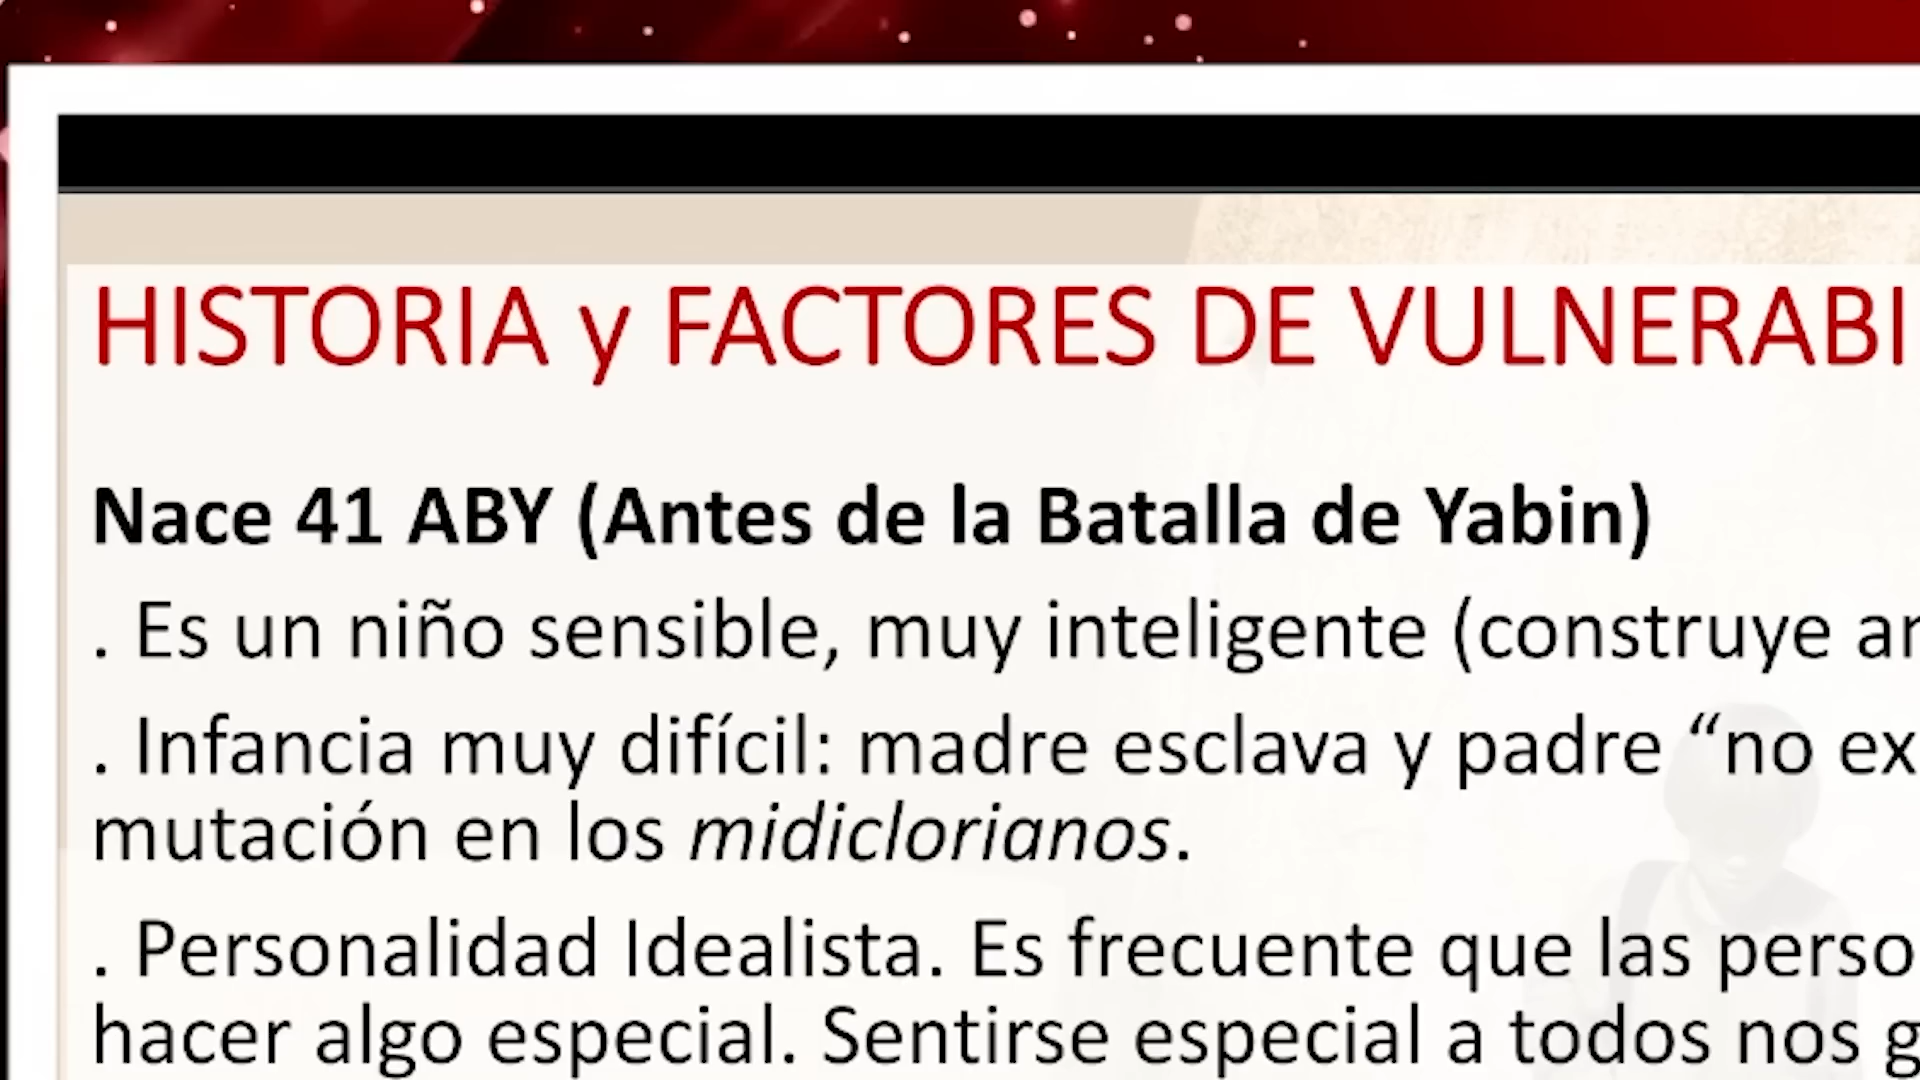 HISTORIA y FACTORES DE VULNERABI
Nace 41 ABY (Antes de la Batalla de Yabin)
. Es un niño sensible, muy inteligente (construye ar
. Infancia muy difícil: madre esclava y padre “no ex
mutación en los midiclorianos.
. Personalidad Idealista. Es frecuente que las perso
hacer algo especial. Sentirse especial a todos nos g